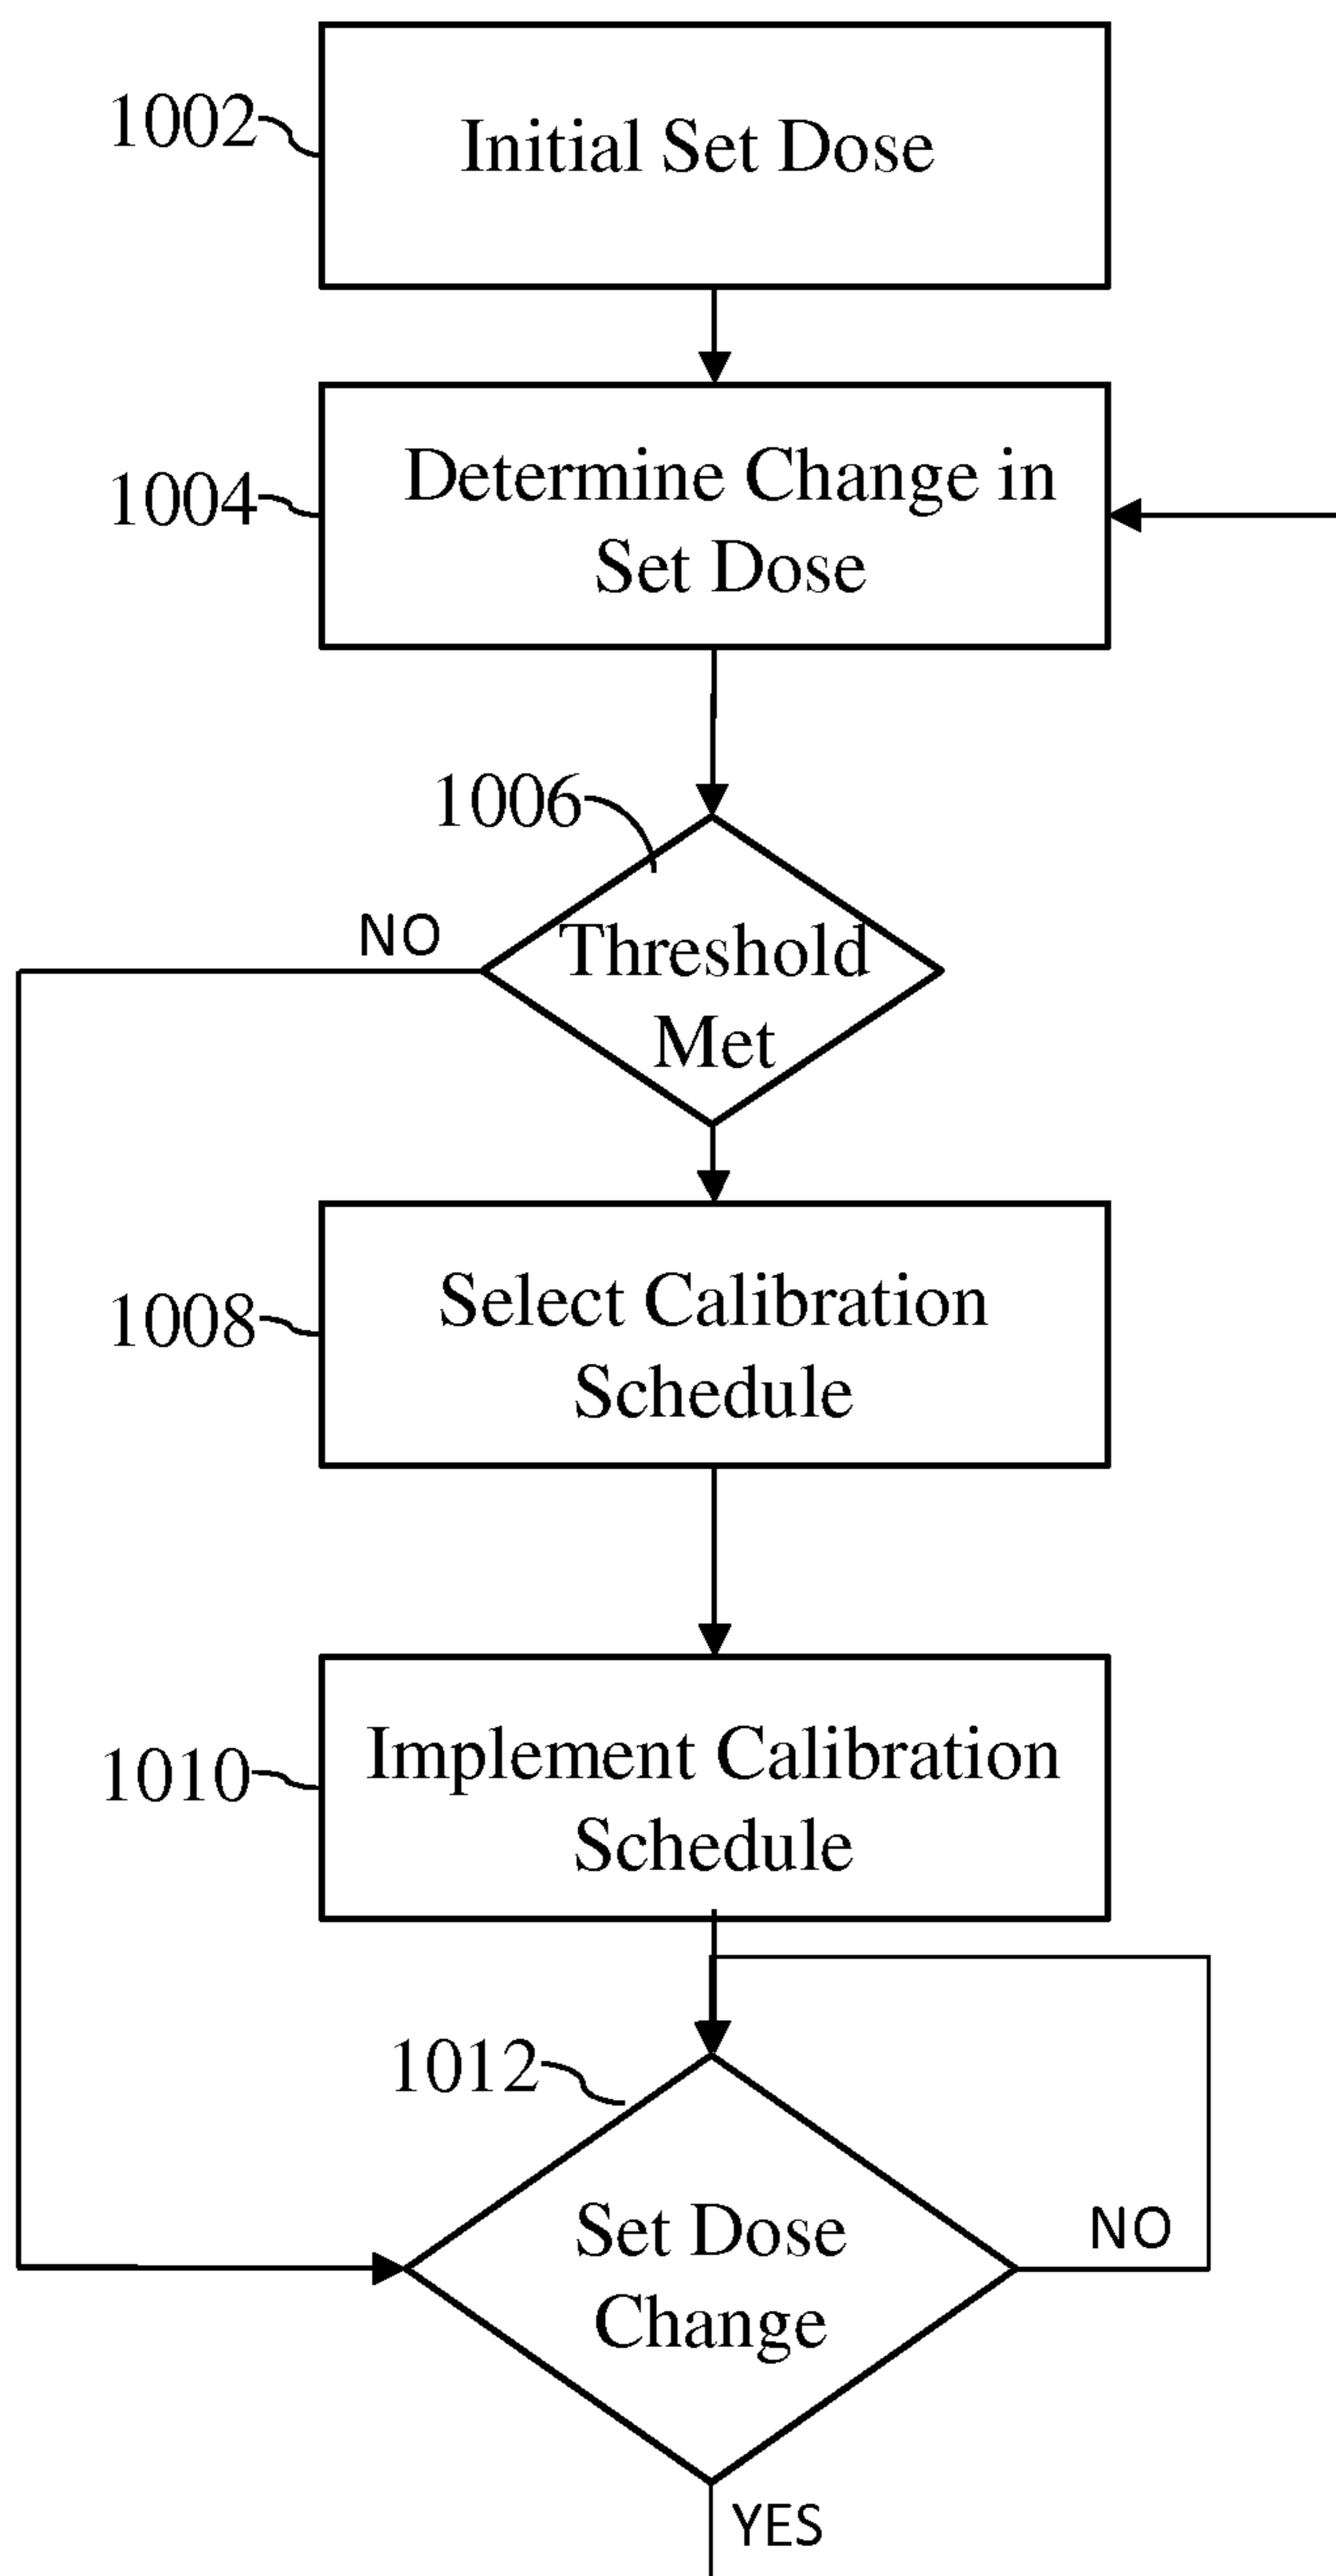 1002
Initial Set Dose
1004
Determine Change in
Set Dose
1006
NO
Threshold
Met
1008
Select Calibration
Schedule
1010
Implement Calibration
Schedule
1012
Set Dose
Change
NO
YES